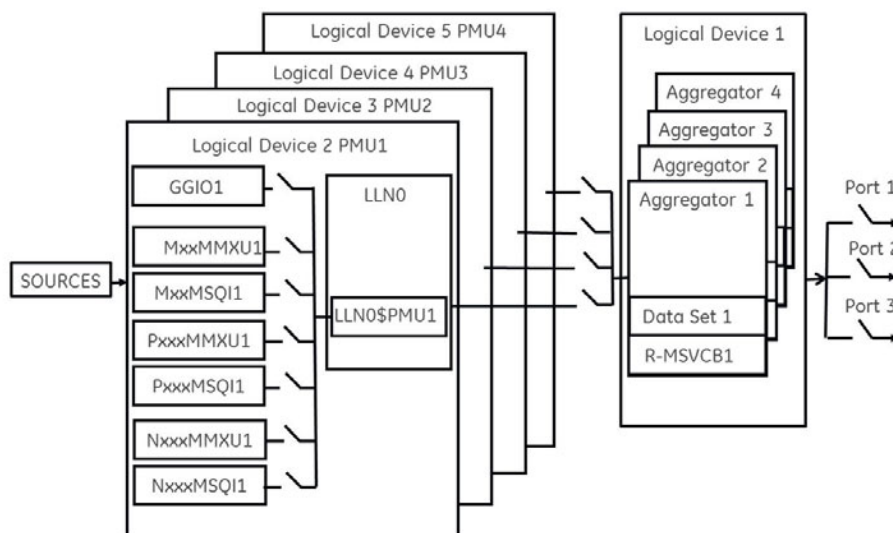 Logical Device 5 PMU4
Logical Device 4 PMU3
Logical Device 3 PMU2
Logical Device 2 PMU1
GGIO1
LLN0
MxxMMXU1
SOURCES
MxxMSQI1
LLN0$PMU1
PxxxMMXU1
PxxxMSQI1
NxxxMMXU1
NxxxMSQI1
Logical Device 1
Aggregator 4
Aggregator 3
Aggregator 2
Aggregator 1
Data Set 1
R-MSVCB1
Port 1
Port 2
Port 3